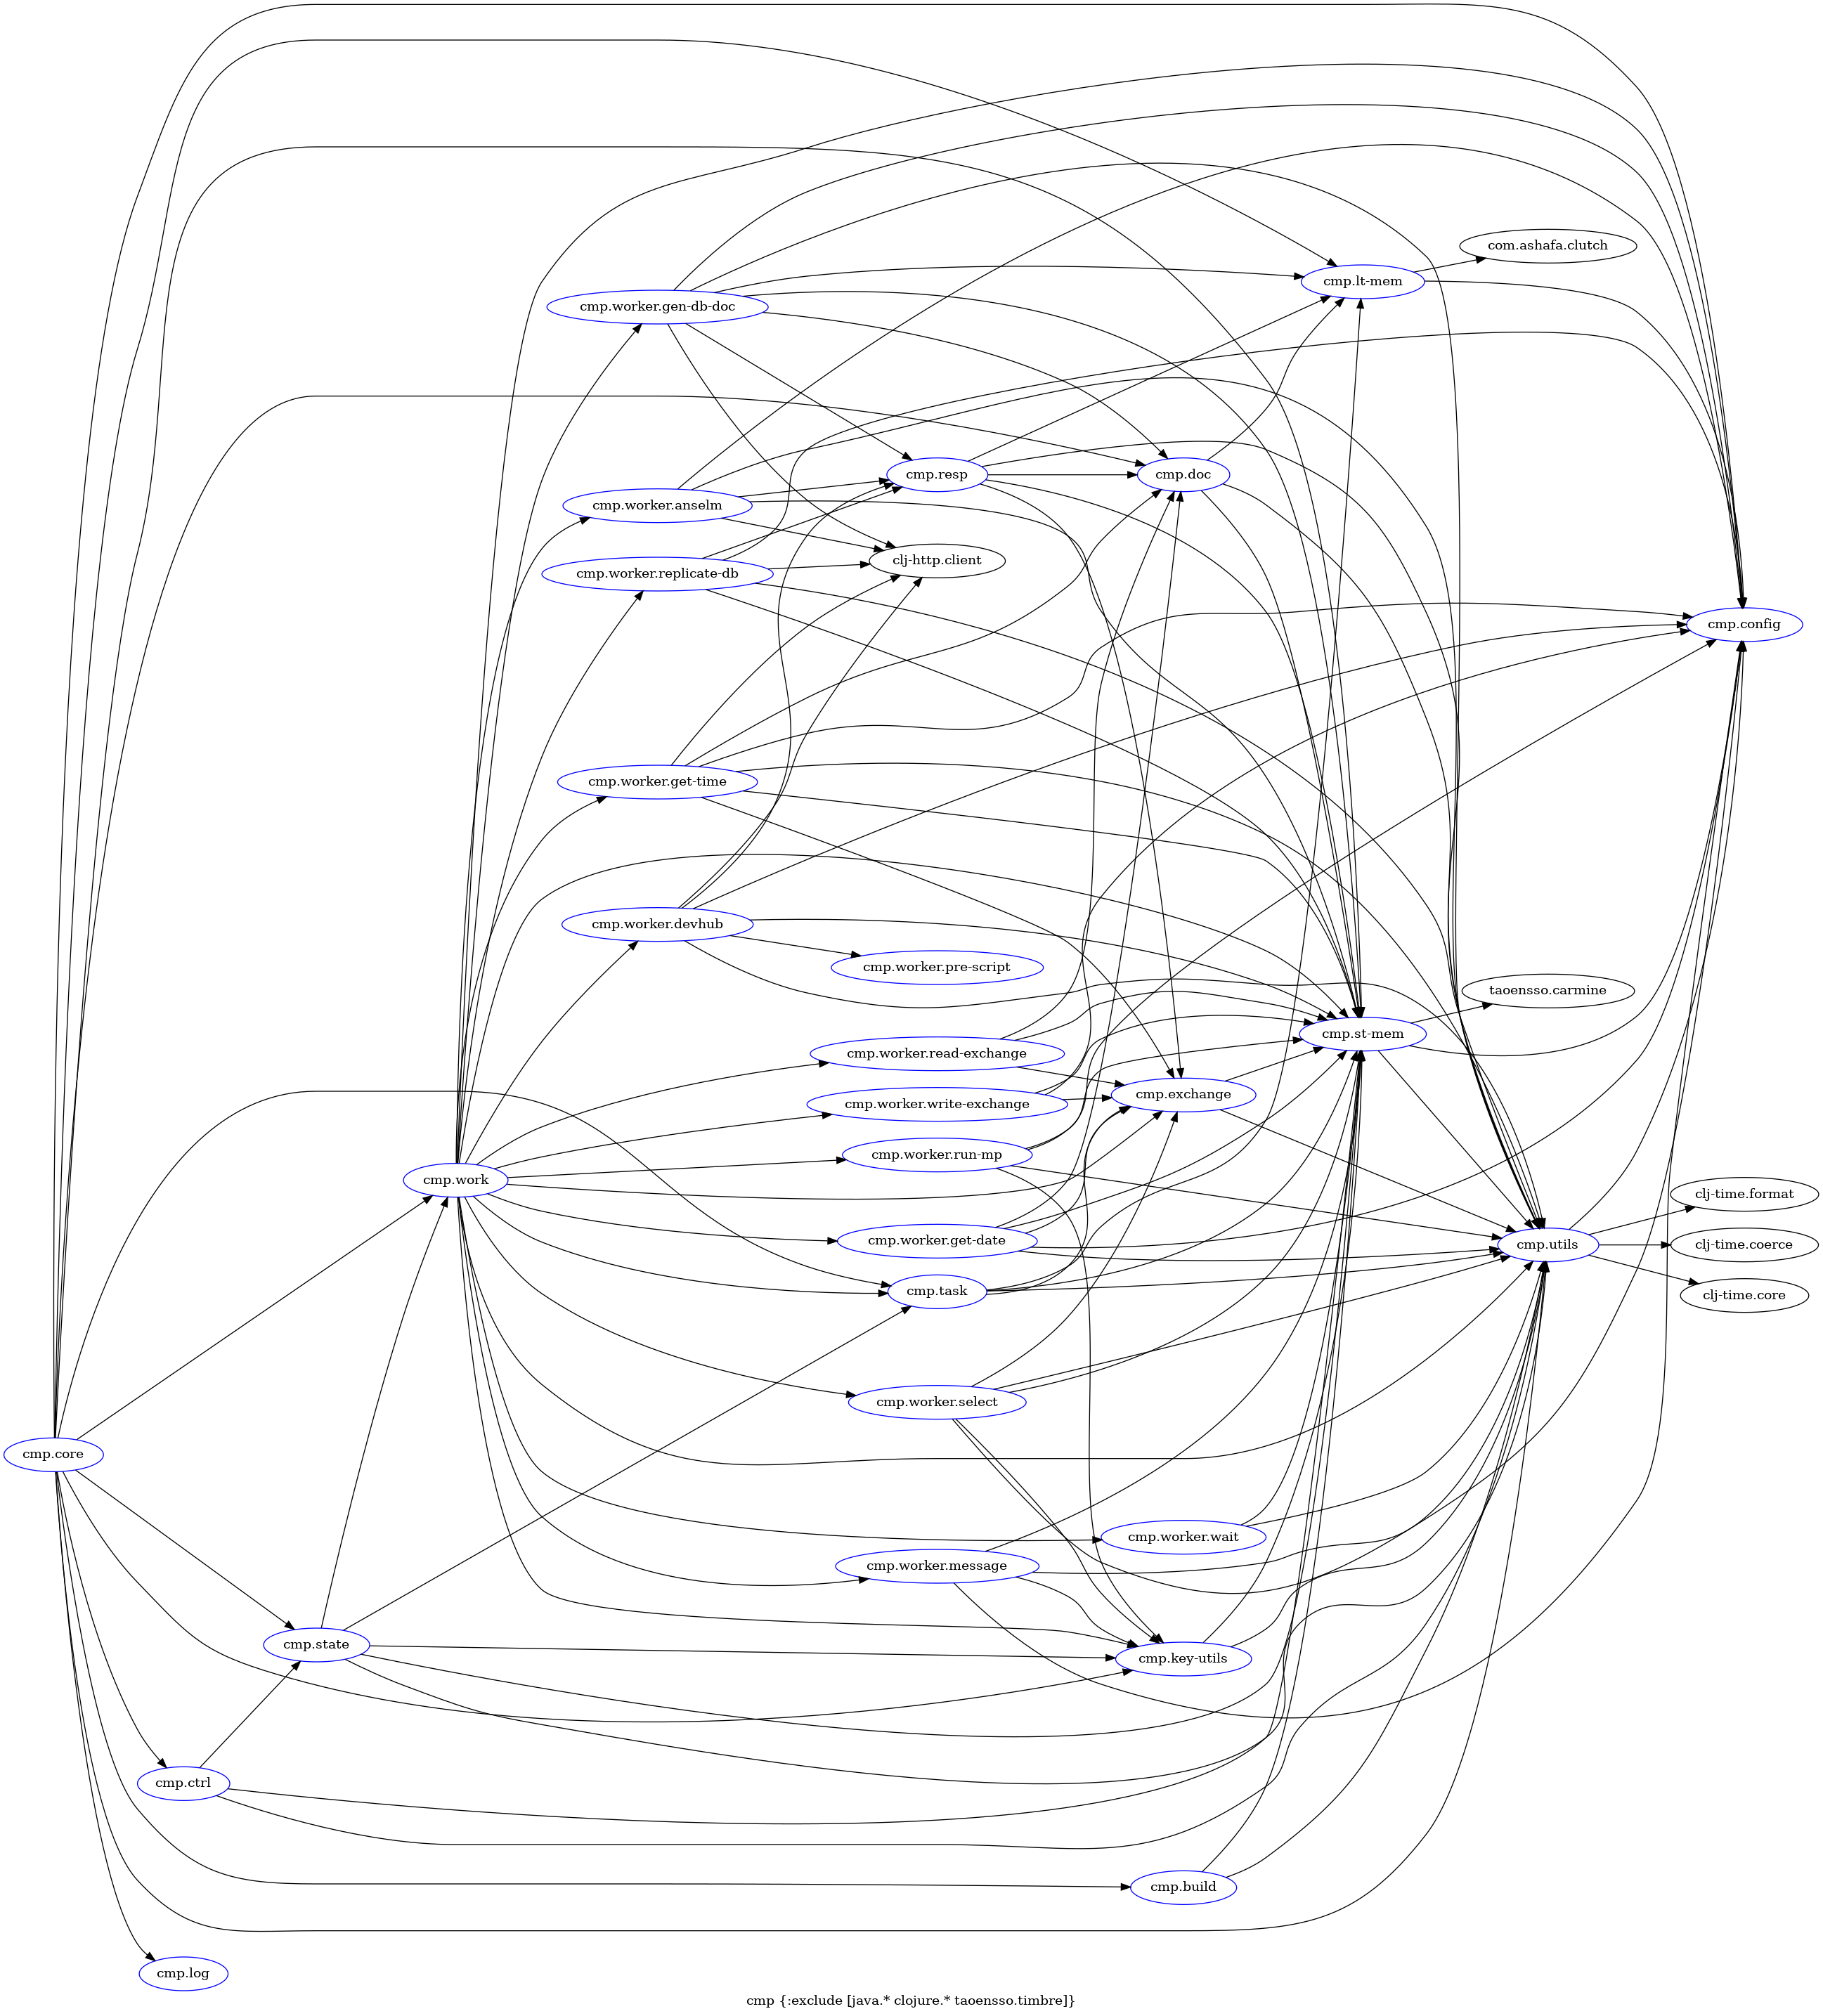 com.ashafa.clutch
cmp.lt-mem
cmp.worker.gen-db-doc
cmp.resp
cmp.doc
cmp.worker.anselm
clj-http.client
cmp.worker.replicate-db
cmp.config
cmp.worker.get-time
cmp.worker.devhub
cmp.worker.pre-script
taoensso.carmine
cmp.st-mem
cmp.worker.read-exchange
cmp.exchange
cmp.worker.write-exchange
cmp.worker.run-mp
cmp.work
clj-time.format
cmp.worker.get-date
cmp.utils
clj-time.coerce
cmp.task
clj-time.core
cmp.worker.select
cmp.core
cmp.worker.wait
cmp.worker.message
cmp.state
cmp.key-utils
cmp.ctrl
cmp.build
cmp.log
cmp {:exclude [java.* clojure.* taoensso.timbre]}